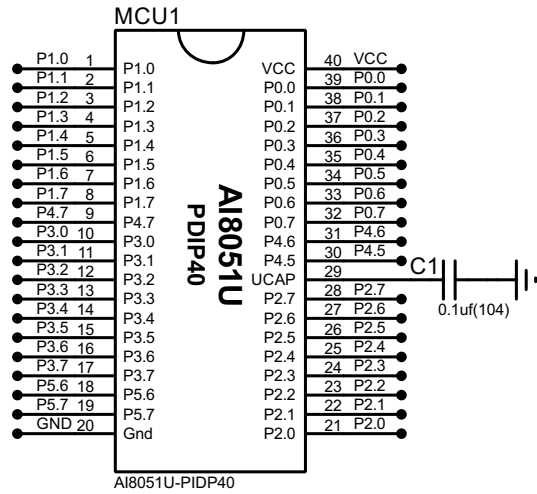 MCU1
P1.0 1 P1.0 VCC 40 VCC
P1.1 2 P1.1 P0.0 39 P0.0
P1.2 3 P1.2 P0.1 38 P0.1
P1.3 4 P1.3 P0.2 37 P0.2
P1.4 5 P1.4 P0.3 36 P0.3
P1.5 6 P1.5 P0.4 35 P0.4
P1.6 7 P1.6 P0.5 34 P0.5
P1.7 8 P1.7 P0.6 33 P0.6
P4.7 9 P4.7 P0.7 32 P0.7
P3.0 10 P3.0 P4.6 31 P4.6
P3.1 11 P3.1 P4.5 30 P4.5
P3.2 12 P3.2 UCAP 29 C1
P3.3 13 P3.3 P2.7 28 P2.7
0.1uf(104)
P3.4 14 P3.4 P2.6 27 P2.6
P3.5 15 P3.5 P2.5 26 P2.5
P3.6 16 P3.6 P2.4 25 P2.4
P3.7 17 P3.7 P2.3 24 P2.3
P5.6 18 P5.6 P2.2 23 P2.2
P5.7 19 P5.7 P2.1 22 P2.1
GND 20 Gnd P2.0 21 P2.0
AI8051U
PDIP40
AI8051U-PIDP40